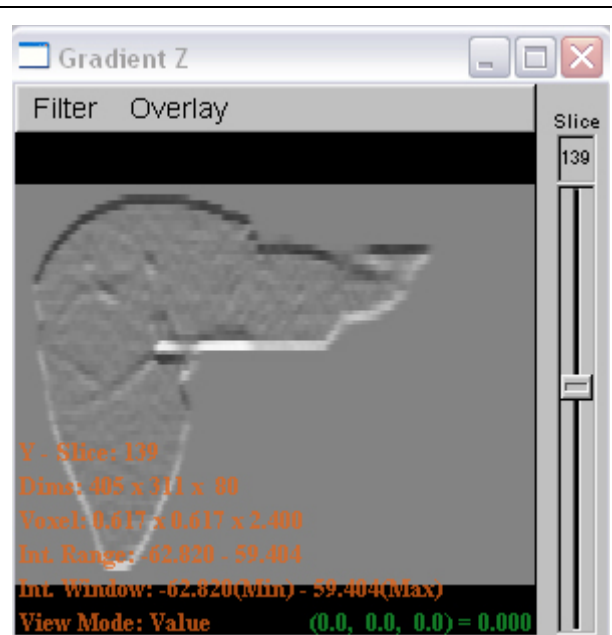 Gradient Z
Filter Overlay
Slice
139
Y - Slice: 139
Dims: 405 x 311 x 80
Voxel: 0.617 x 0.617 x 2.400
Int. Range: -62.820 - 59.404
Int. Window: -62.820(Min) - 59.404(Max)
View Mode: Value (0.0, 0.0, 0.0) = 0.000